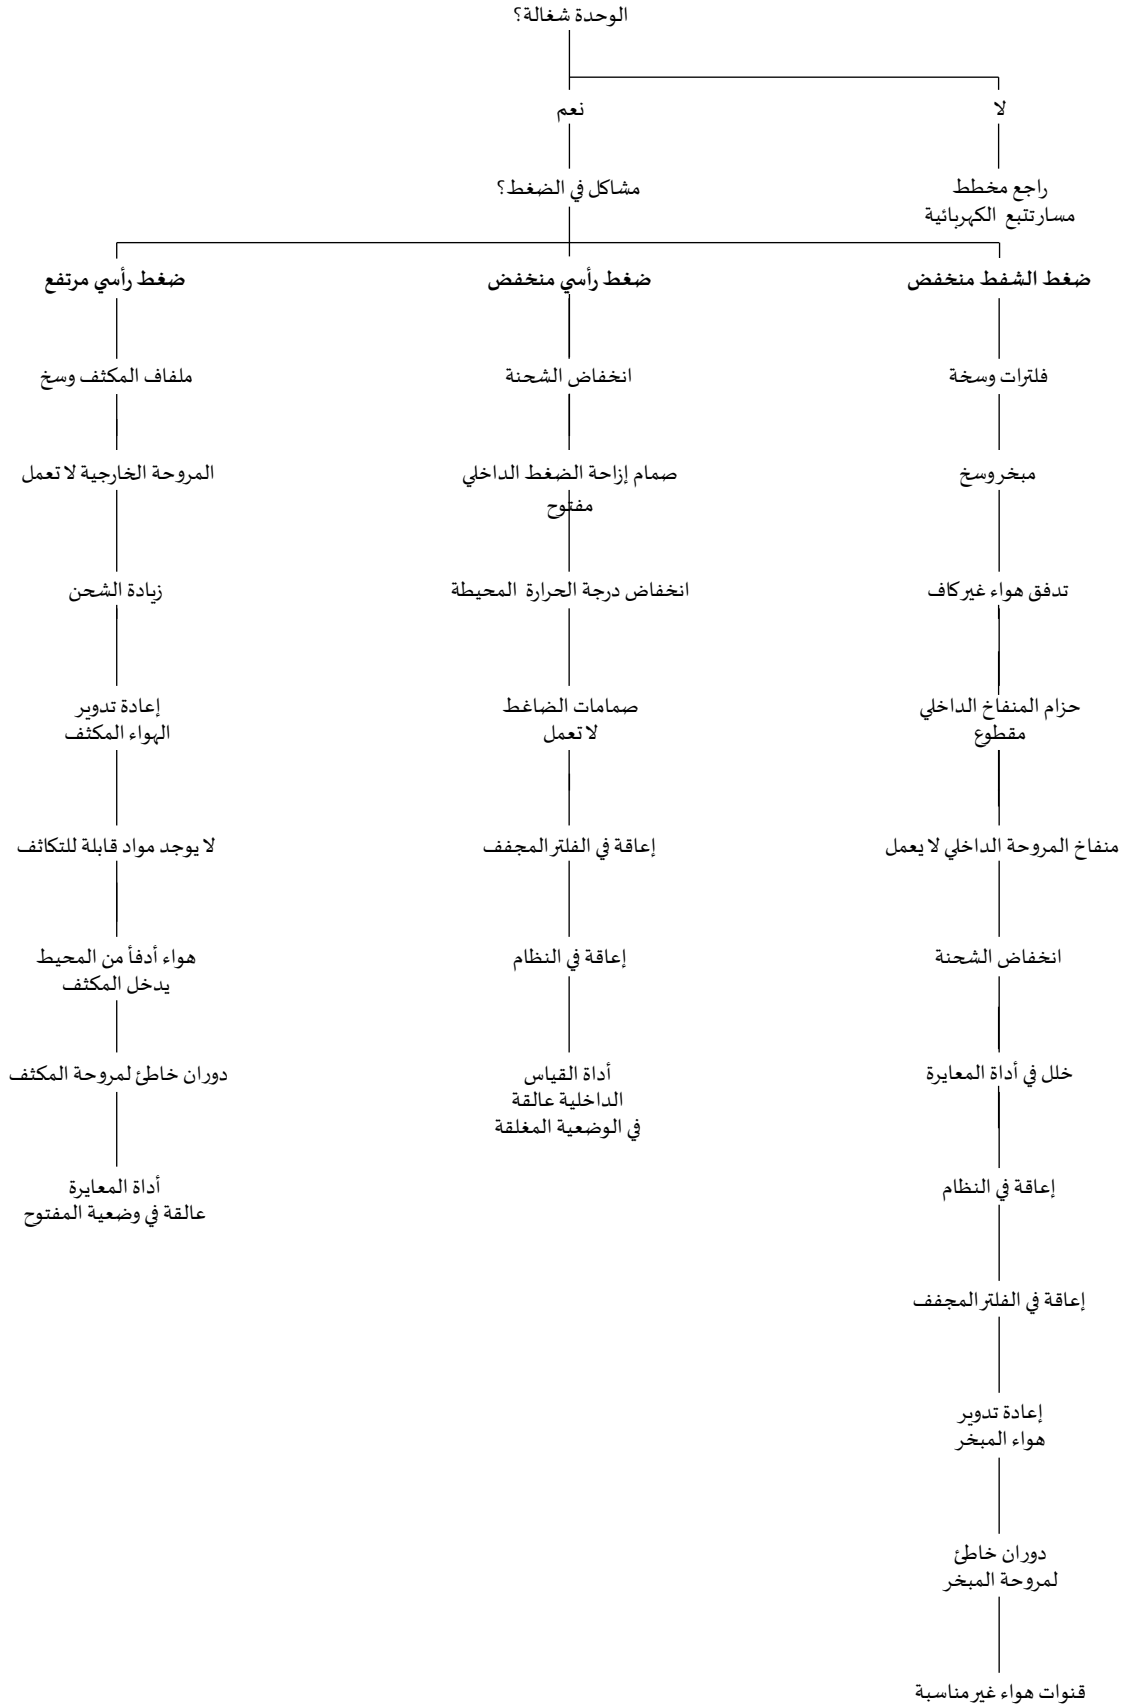 الوحدة شغالة؟
لا
نعم
راجع مخطط
مسار تتبع الكهربائية
مشاكل في الضغط؟
ضغط الشفط منخفض
فلترات وسخة
مبخر وسخ
تدفق هواء غير كاف
حزام المنفاخ الداخلي
مقطوع
منفاخ المروحة الداخلي لا يعمل
انخفاض الشحنة
خلل في أداة المعايرة
إعاقة في النظام
إعاقة في الفلتر المجفف
إعادة تدوير
هواء المبخر
دوران خاطئ
لمروحة المبخر
قنوات هواء غير مناسبة
ضغط رأسي منخفض
انخفاض الشحنة
صمام إزاحة الضغط الداخلي
مفتوح
انخفاض درجة الحرارة المحيطة
صمامات الضاغط
لا تعمل
إعاقة في الفلتر المجفف
إعاقة في النظام
أداة القياس
الداخلية عالقة
في الوضعية المغلقة
ضغط رأسي مرتفع
ملفاف المكثف وسخ
المروحة الخارجية لا تعمل
زيادة الشحن
إعادة تدوير
الهواء المكثف
لا يوجد مواد قابلة للتكاثف
هواء أدفأ من المحيط
يدخل المكثف
دوران خاطئ لمروحة المكثف
أداة المعايرة
عالقة في وضعية المفتوح